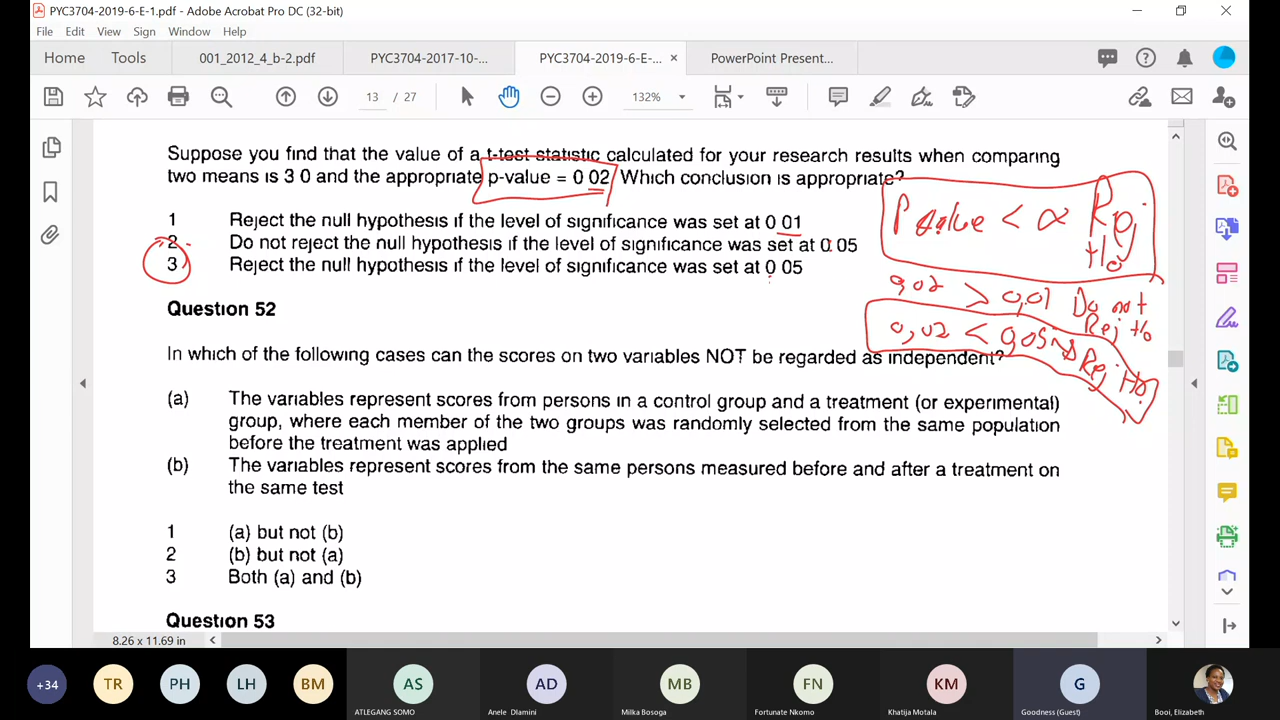 PYC3704-2019-6-E-1.pdf - Adobe Acrobat Pro DC (32-bit)
File Edit View Sign Window Help
Home Tools 001_2012_4_b-2.pdf PYC3704-2017-10-... PYC3704-2019-6-E-... × PowerPoint Present...
13 / 27 132%
Suppose you find that the value of a t-test statistic calculated for your research results when comparing
two means is 3 0 and the appropriate p-value = 0 02 Which conclusion is appropriate?
1 Reject the null hypothesis if the level of significance was set at 0 01
2 Do not reject the null hypothesis if the level of significance was set at 0 05
3 Reject the null hypothesis if the level of significance was set at 0 05
P value < α Rej
Ho
0,02 > 0,01 Do not
Rej Ho
0,02 < 0,05 Rej Ho
Question 52
In which of the following cases can the scores on two variables NOT be regarded as independent?
(a) The variables represent scores from persons in a control group and a treatment (or experimental)
group, where each member of the two groups was randomly selected from the same population
before the treatment was applied
(b) The variables represent scores from the same persons measured before and after a treatment on
the same test
1 (a) but not (b)
2 (b) but not (a)
3 Both (a) and (b)
Question 53
8.26 x 11.69 in
+34 TR PH LH BM AS AD MB FN KM G
ATLEGANG SOMO Anele Dlamini Milka Bosoga Fortunate Nkomo Khatija Motala Goodness (Guest) Booi, Elizabeth